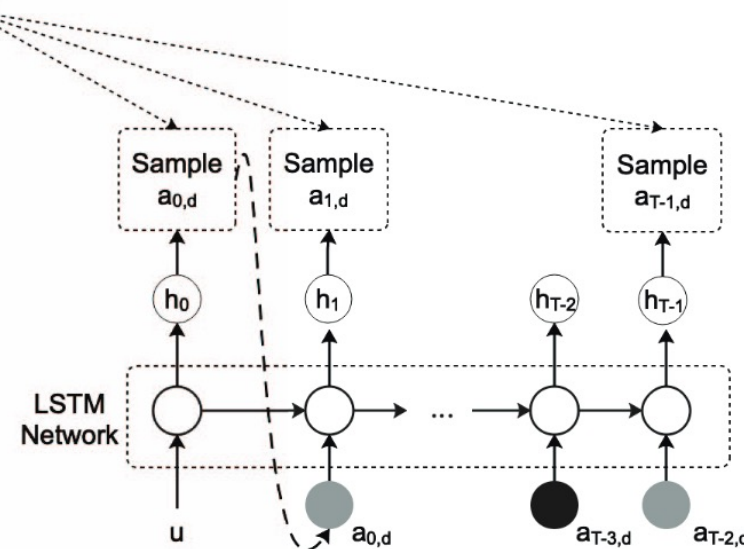 Sample
a0,d
Sample
a1,d
Sample
aT-1,d
h0
h1
hT-2
hT-1
LSTM
Network
...
u
a0,d
aT-3,d
aT-2,d